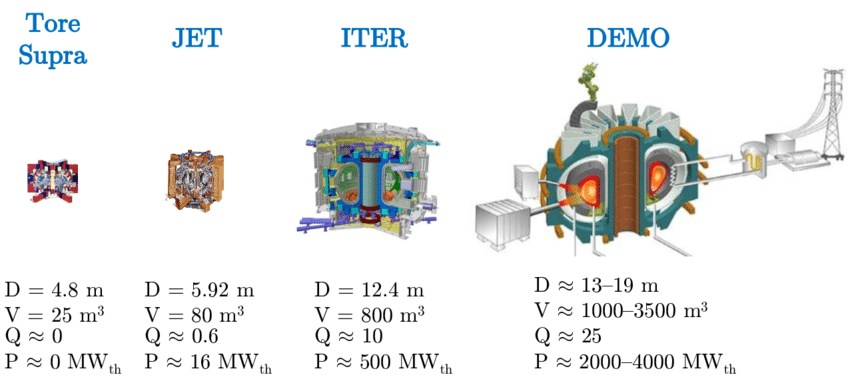 Tore
Supra
JET
ITER
DEMO
D = 4.8 m
V = 25 m³
Q ≈ 0
P ≈ 0 MWth
D = 5.92 m
V = 80 m³
Q ≈ 0.6
P ≈ 16 MWth
D = 12.4 m
V = 800 m³
Q ≈ 10
P ≈ 500 MWth
D ≈ 13–19 m
V ≈ 1000–3500 m³
Q ≈ 25
P ≈ 2000–4000 MWth